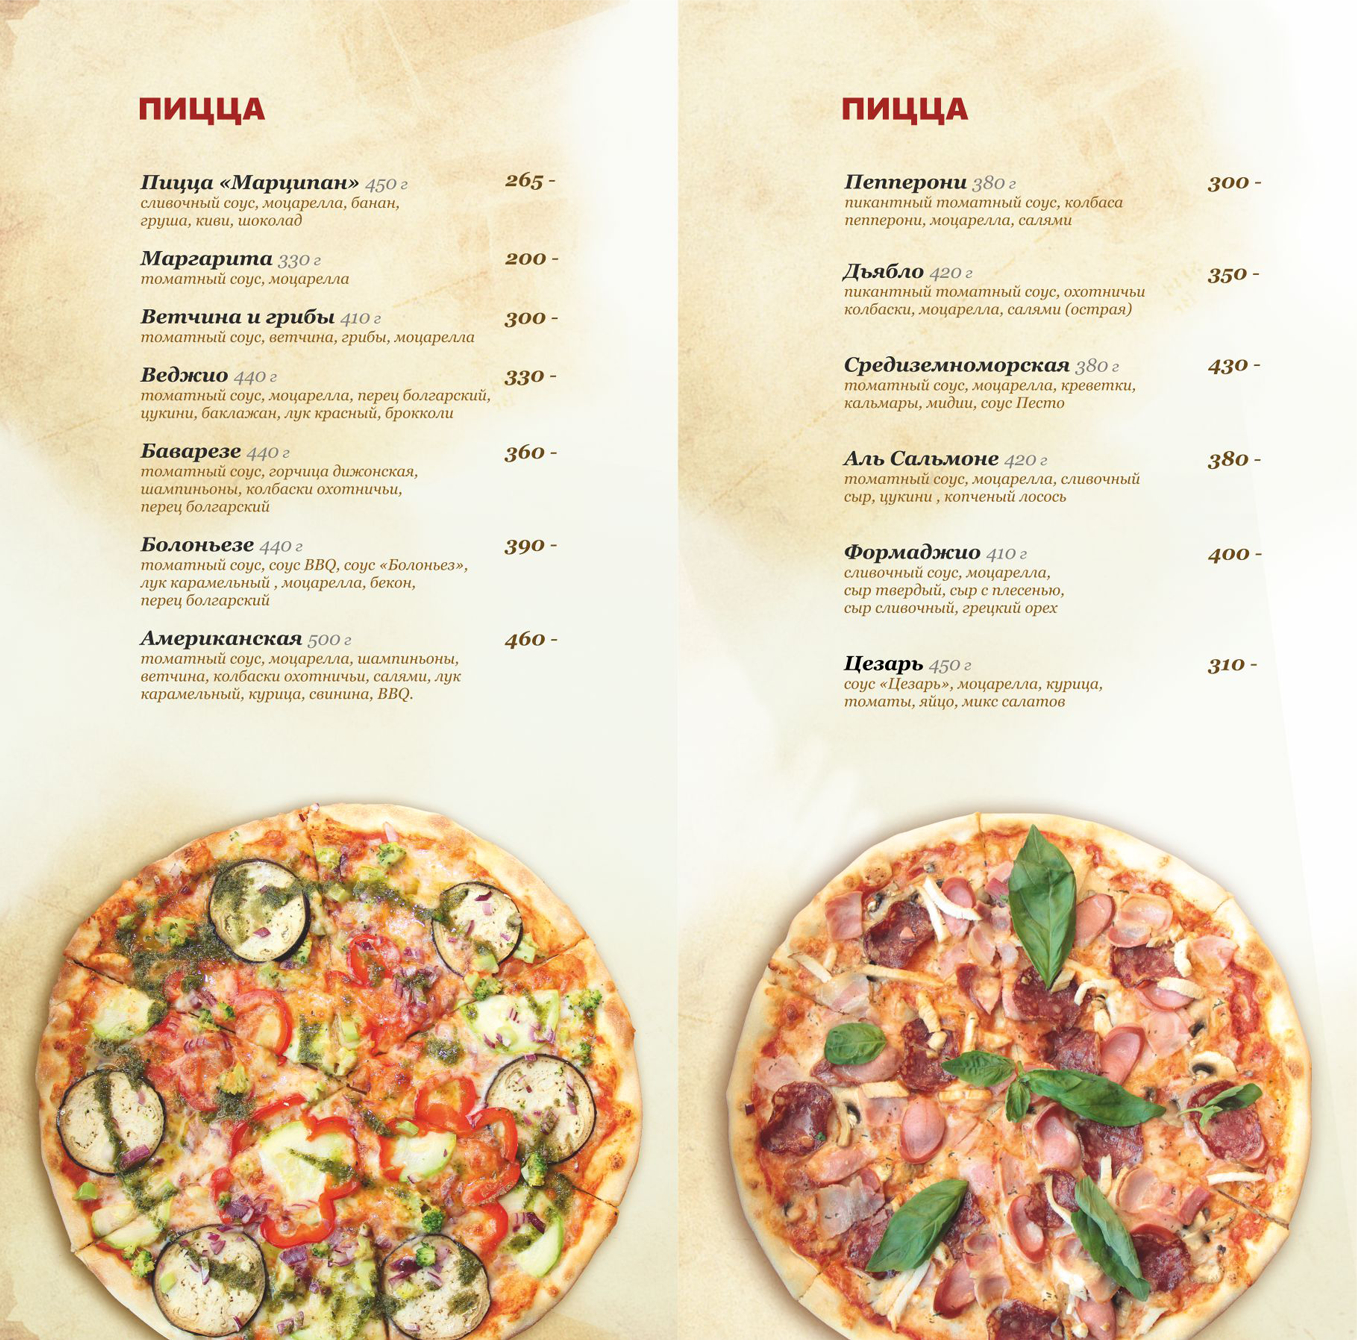 ПИЦЦА
Пицца «Марципан» 450 г 265 -
сливочный соус, моцарелла, банан,
груша, киви, шоколад
Маргарита 330 г 200 -
томатный соус, моцарелла
Ветчина и грибы 410 г 300 -
томатный соус, ветчина, грибы, моцарелла
Веджио 440 г 330 -
томатный соус, моцарелла, перец болгарский,
цукини, баклажан, лук красный, брокколи
Баварезе 440 г 360 -
томатный соус, горчица дижонская,
шампиньоны, колбаски охотничьи,
перец болгарский
Болоньезе 440 г 390 -
томатный соус, соус BBQ, соус «Болоньез»,
лук карамельный , моцарелла, бекон,
перец болгарский
Американская 500 г 460 -
томатный соус, моцарелла, шампиньоны,
ветчина, колбаски охотничьи, салями, лук
карамельный, курица, свинина, BBQ.
ПИЦЦА
Пепперони 380 г 300 -
пикантный томатный соус, колбаса
пепперони, моцарелла, салями
Дьябло 420 г 350 -
пикантный томатный соус, охотничьи
колбаски, моцарелла, салями (острая)
Средиземноморская 380 г 430 -
томатный соус, моцарелла, креветки,
кальмары, мидии, соус Песто
Аль Сальмоне 420 г 380 -
томатный соус, моцарелла, сливочный
сыр, цукини , копченый лосось
Формаджио 410 г 400 -
сливочный соус, моцарелла,
сыр твердый, сыр с плесенью,
сыр сливочный, грецкий орех
Цезарь 450 г 310 -
соус «Цезарь», моцарелла, курица,
томаты, яйцо, микс салатов